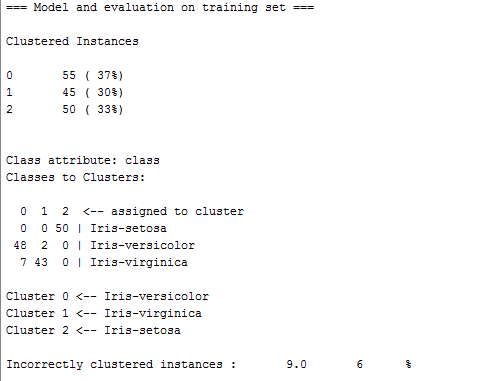 === Model and evaluation on training set ===
Clustered Instances
0       55 ( 37%)
1       45 ( 30%)
2       50 ( 33%)
Class attribute: class
Classes to Clusters:
  0  1  2  <-- assigned to cluster
  0  0 50 | Iris-setosa
 48  2  0 | Iris-versicolor
  7 43  0 | Iris-virginica
Cluster 0 <-- Iris-versicolor
Cluster 1 <-- Iris-virginica
Cluster 2 <-- Iris-setosa
Incorrectly clustered instances :       9.0       6      %